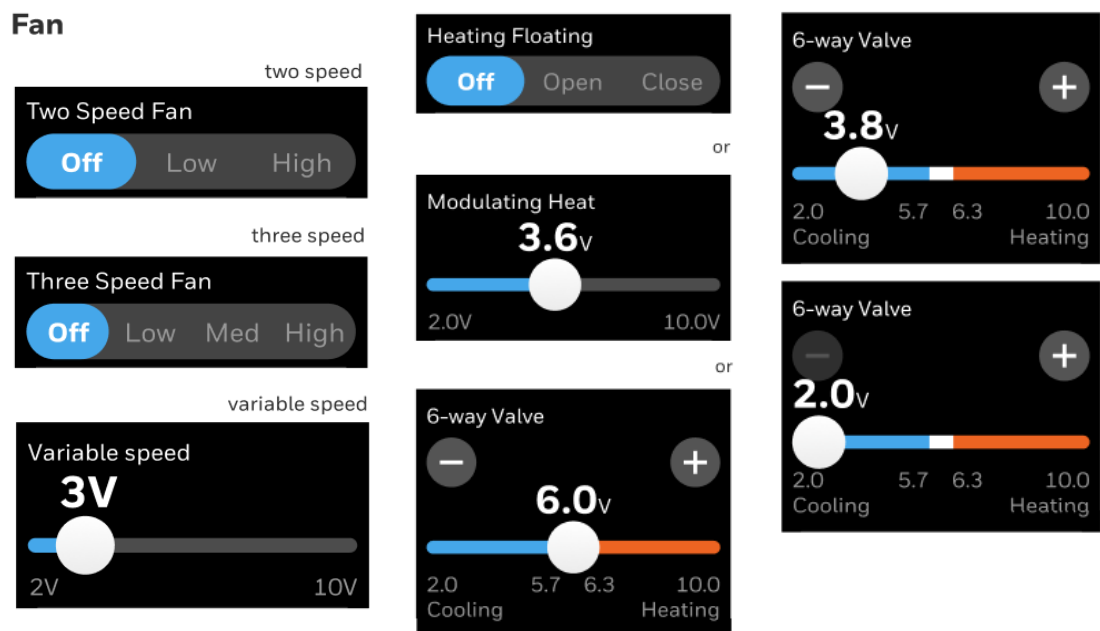 Fan
two speed
Two Speed Fan
Off Low High
three speed
Three Speed Fan
Off Low Med High
variable speed
Variable speed
3V
2V 10V
Heating Floating
Off Open Close
or
Modulating Heat
3.6V
2.0V 10.0V
or
6-way Valve
− +
6.0V
2.0 5.7 6.3 10.0
Cooling Heating
6-way Valve
− +
3.8V
2.0 5.7 6.3 10.0
Cooling Heating
6-way Valve
− +
2.0V
2.0 5.7 6.3 10.0
Cooling Heating